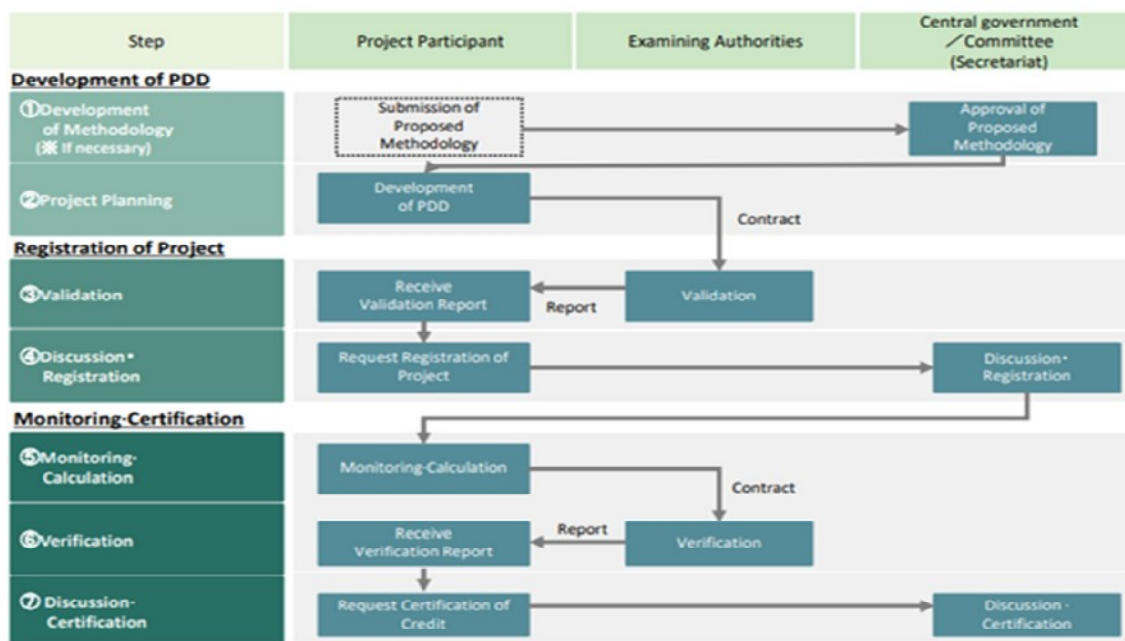 Step
Project Participant
Examining Authorities
Central government
／Committee
(Secretariat)
Development of PDD
①Development
of Methodology
(※ If necessary)
Submission of
Proposed
Methodology
Approval of
Proposed
Methodology
②Project Planning
Development
of PDD
Contract
Registration of Project
③Validation
Receive
Validation Report
Report
Validation
④Discussion・
Registration
Request Registration of
Project
Discussion・
Registration
Monitoring·Certification
⑤Monitoring-
Calculation
Monitoring-Calculation
Contract
⑥Verification
Receive
Verification Report
Report
Verification
⑦ Discussion-
Certification
Request Certification of
Credit
Discussion -
Certification